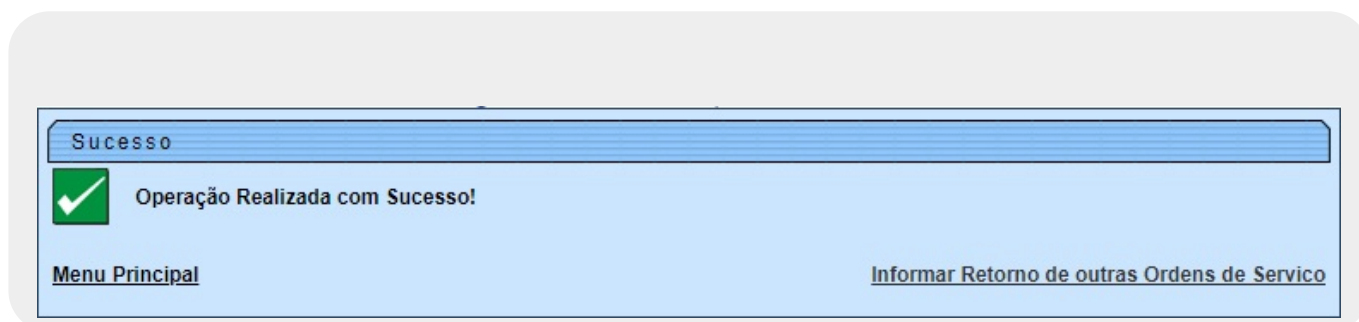 Sucesso
Operação Realizada com Sucesso!
Menu Principal Informar Retorno de outras Ordens de Servico